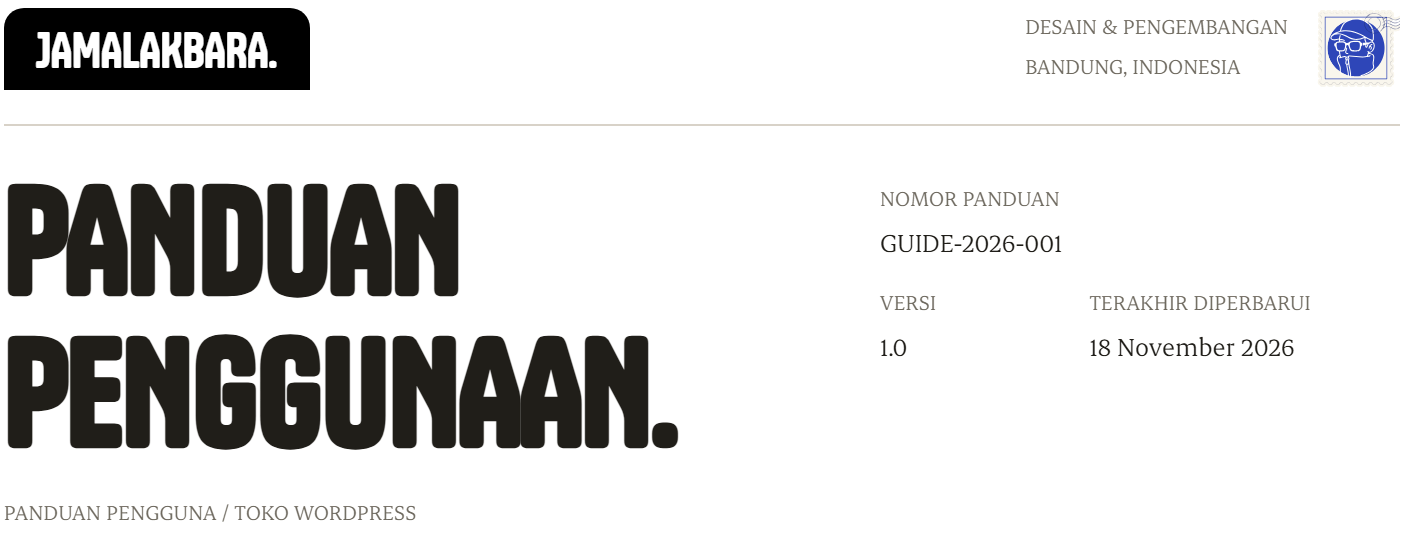 JAMALAKBARA.
DESAIN & PENGEMBANGAN
BANDUNG, INDONESIA
PANDUAN
PENGGUNAAN.
NOMOR PANDUAN
GUIDE-2026-001
VERSI
1.0
TERAKHIR DIPERBARUI
18 November 2026
PANDUAN PENGGUNA / TOKO WORDPRESS